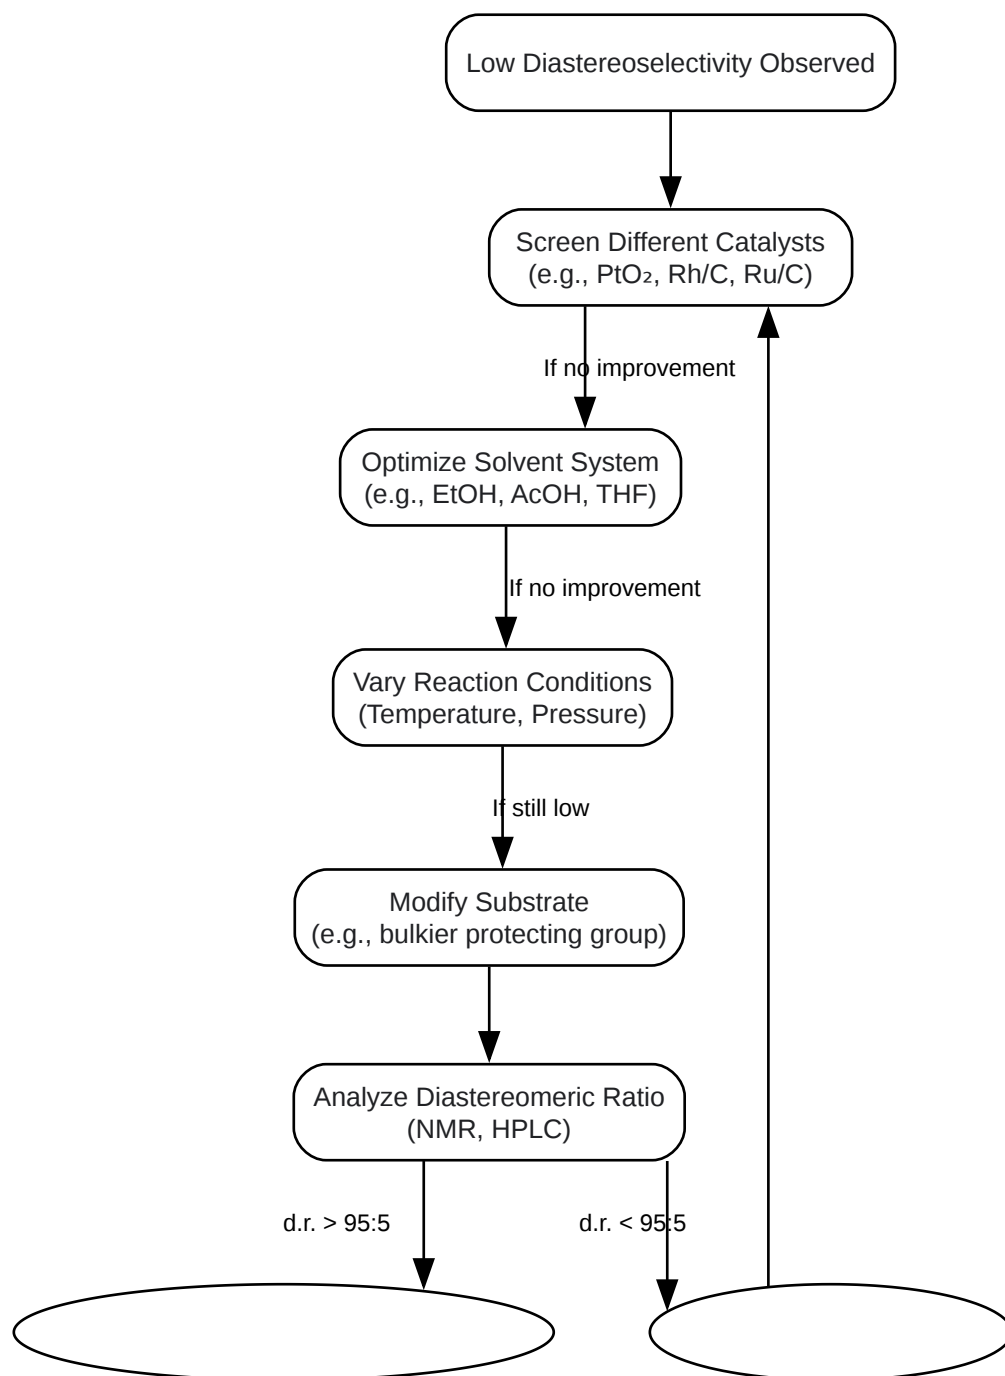 Low Diastereoselectivity Observed
Screen Different Catalysts
(e.g., PtO₂, Rh/C, Ru/C)
If no improvement
Optimize Solvent System
(e.g., EtOH, AcOH, THF)
If no improvement
Vary Reaction Conditions
(Temperature, Pressure)
If still low
Modify Substrate
(e.g., bulkier protecting group)
Analyze Diastereomeric Ratio
(NMR, HPLC)
d.r. > 95:5
d.r. < 95:5